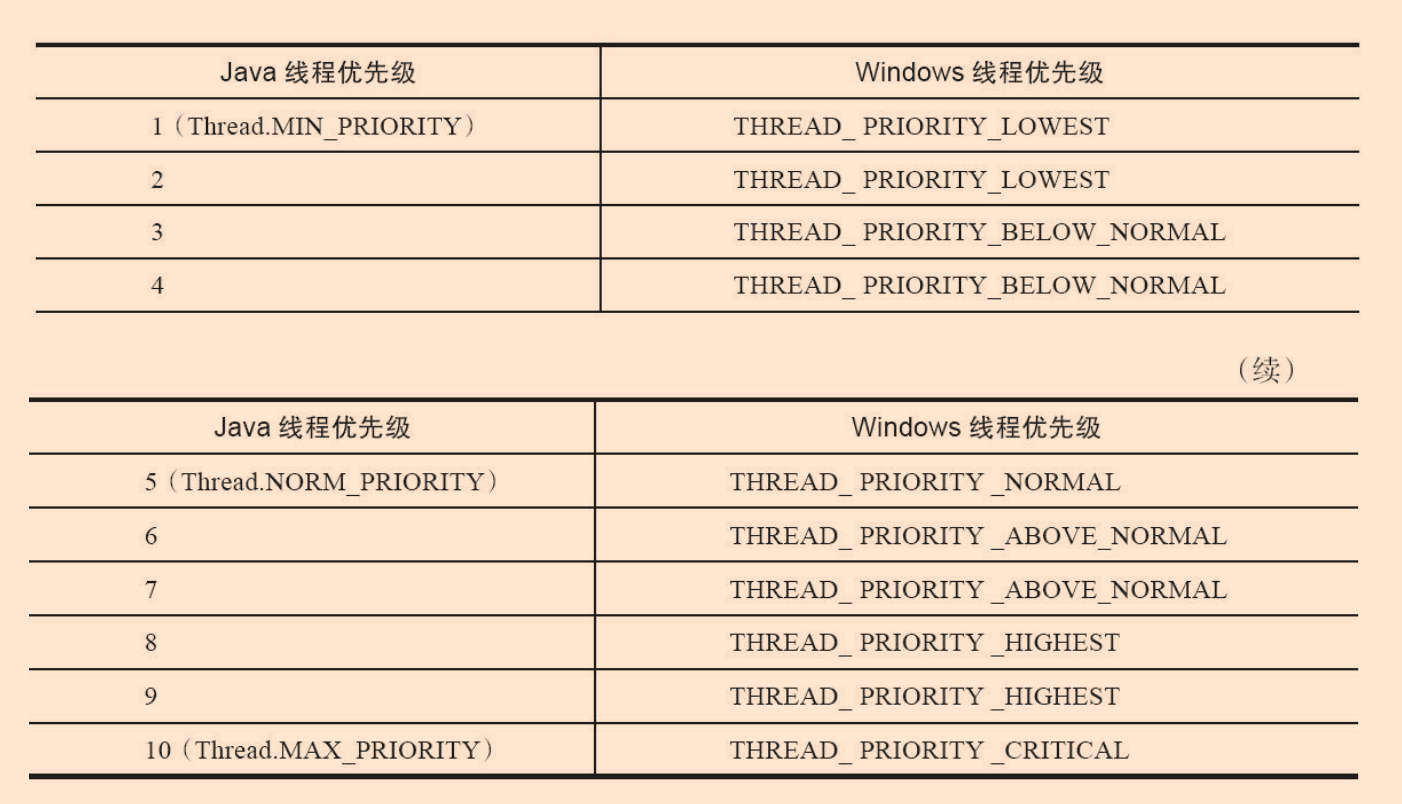 Java 线程优先级 Windows 线程优先级
1（Thread.MIN_PRIORITY） THREAD_ PRIORITY_LOWEST
2 THREAD_ PRIORITY_LOWEST
3 THREAD_ PRIORITY_BELOW_NORMAL
4 THREAD_ PRIORITY_BELOW_NORMAL
（续）
Java 线程优先级 Windows 线程优先级
5（Thread.NORM_PRIORITY） THREAD_ PRIORITY _NORMAL
6 THREAD_ PRIORITY _ABOVE_NORMAL
7 THREAD_ PRIORITY _ABOVE_NORMAL
8 THREAD_ PRIORITY _HIGHEST
9 THREAD_ PRIORITY _HIGHEST
10（Thread.MAX_PRIORITY） THREAD_ PRIORITY _CRITICAL